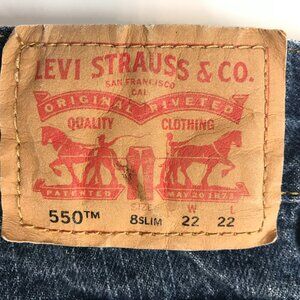 LEVI STRAUSS & CO.
SAN FRANCISCO
CAL
ORIGINAL RIVETED
QUALITY CLOTHING
PATENTED MAY 20 1873
SIZE W L
550™ 8SLIM 22 22